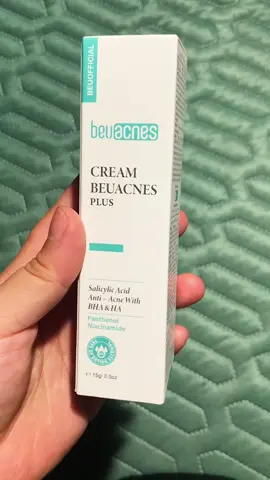 BEUOFFICIAL
beuacnes
CREAM
BEUACNES
PLUS
Salicylic Acid
Anti - Acne With
BHA & HA
Panthenol
Niacinamide
15g/ 0.5oz